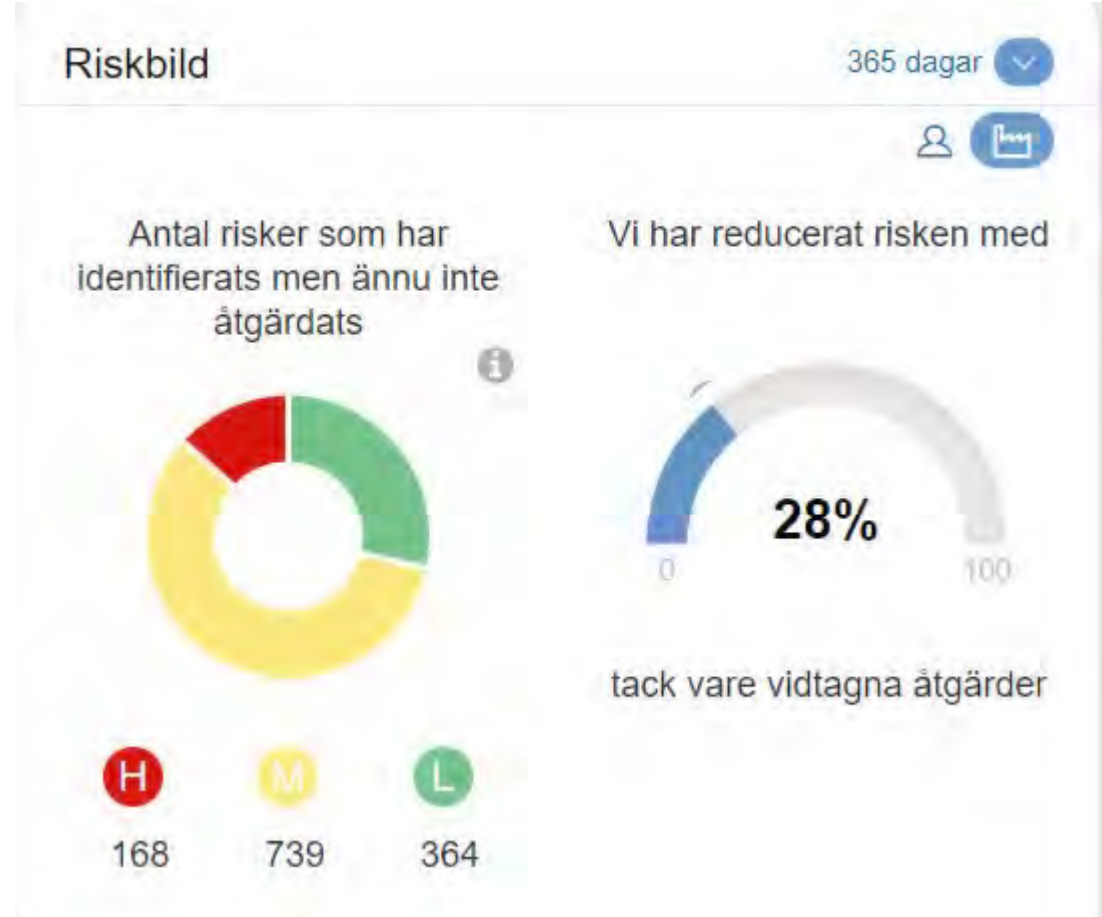 Riskbild
365 dagar
Antal risker som har
identifierats men ännu inte
åtgärdats
i
H
M
L
168
739
364
Vi har reducerat risken med
28%
0
100
tack vare vidtagna åtgärder